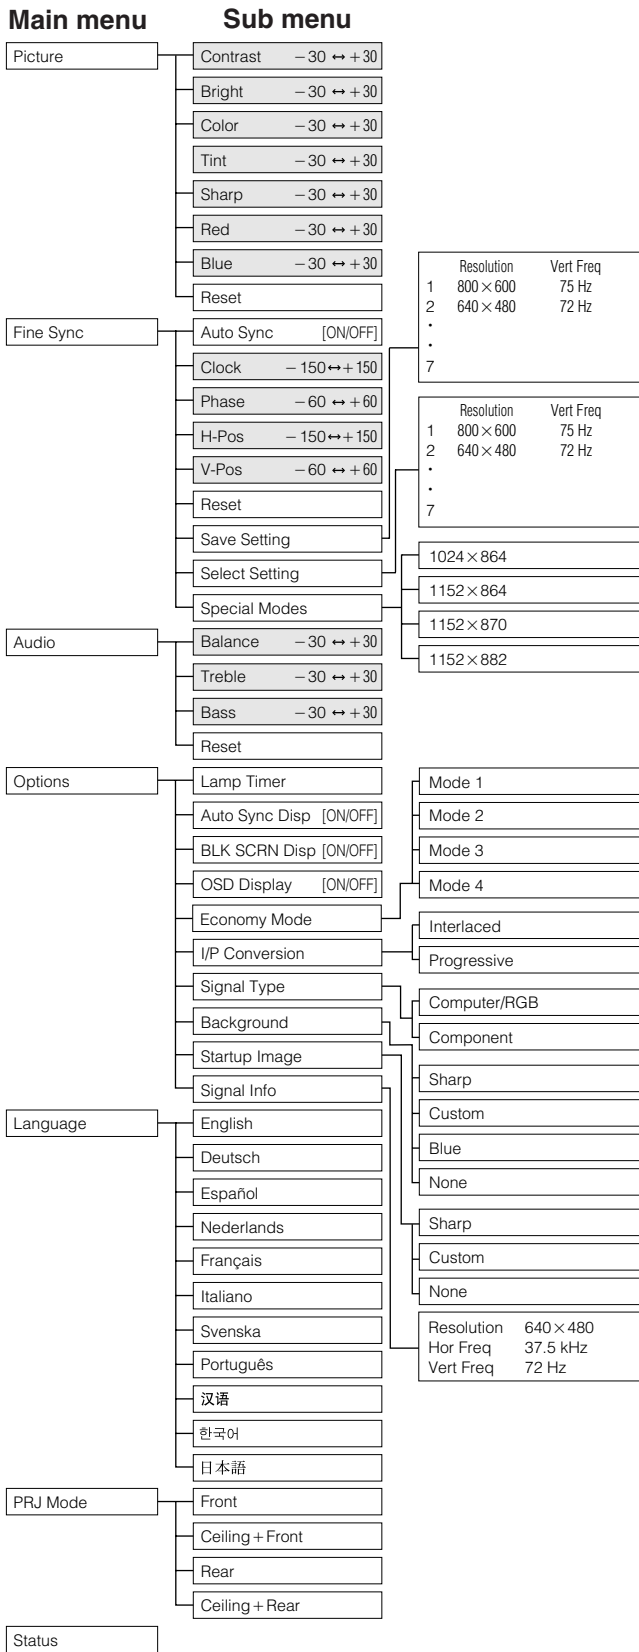 Main menu
Sub menu
Picture
Contrast −30 ↔ +30
Bright −30 ↔ +30
Color −30 ↔ +30
Tint −30 ↔ +30
Sharp −30 ↔ +30
Red −30 ↔ +30
Blue −30 ↔ +30
Reset
Fine Sync
Auto Sync [ON/OFF]
Clock −150↔+150
Phase −60 ↔ +60
H-Pos −150↔+150
V-Pos −60 ↔ +60
Reset
Save Setting
Select Setting
Special Modes
Resolution Vert Freq
1 800×600 75 Hz
2 640×480 72 Hz
•
•
7
Resolution Vert Freq
1 800×600 75 Hz
2 640×480 72 Hz
•
•
7
1024×864
1152×864
1152×870
1152×882
Audio
Balance −30 ↔ +30
Treble −30 ↔ +30
Bass −30 ↔ +30
Reset
Options
Lamp Timer
Auto Sync Disp [ON/OFF]
BLK SCRN Disp [ON/OFF]
OSD Display [ON/OFF]
Economy Mode
I/P Conversion
Signal Type
Background
Startup Image
Signal Info
Mode 1
Mode 2
Mode 3
Mode 4
Interlaced
Progressive
Computer/RGB
Component
Sharp
Custom
Blue
None
Sharp
Custom
None
Resolution 640×480
Hor Freq 37.5 kHz
Vert Freq 72 Hz
Language
English
Deutsch
Español
Nederlands
Français
Italiano
Svenska
Português
汉语
한국어
日本語
PRJ Mode
Front
Ceiling+Front
Rear
Ceiling+Rear
Status